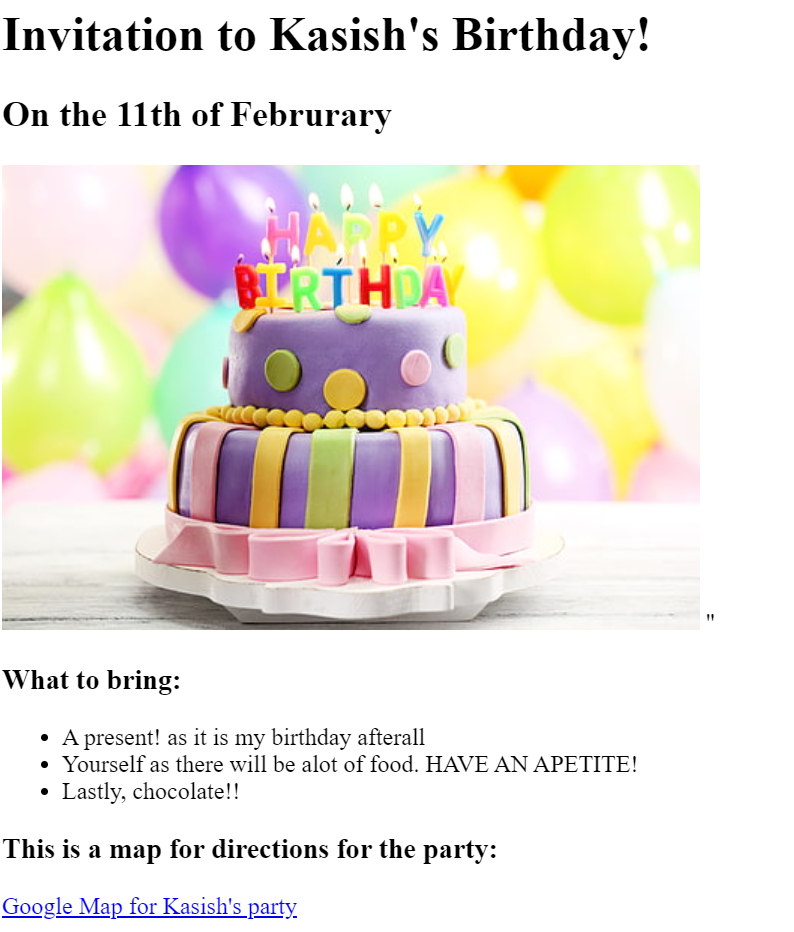 Invitation to Kasish's Birthday!
On the 11th of Februrary
HAPPY
BIRTHDAY
"
What to bring:
A present! as it is my birthday afterall
Yourself as there will be alot of food. HAVE AN APETITE!
Lastly, chocolate!!
This is a map for directions for the party:
Google Map for Kasish's party